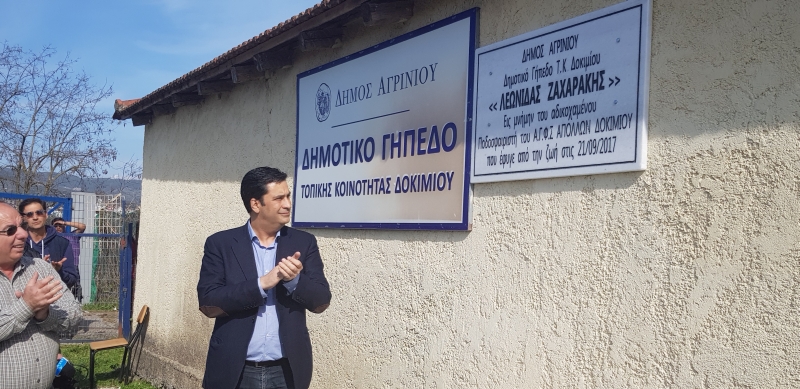 ΔΗΜΟΣ ΑΓΡΙΝΙΟΥ
ΔΗΜΟΤΙΚΟ ΓΗΠΕΔΟ
ΤΟΠΙΚΗΣ ΚΟΙΝΟΤΗΤΑΣ ΔΟΚΙΜΙΟΥ
ΔΗΜΟΣ ΑΓΡΙΝΙΟΥ
Δημοτικό Γήπεδο Τ.Κ Δοκιμίου
«ΛΕΩΝΙΔΑΣ ΖΑΧΑΡΑΚΗΣ»
Εις μνήμην του αδικοχαμένου
Ποδοσφαιριστή του Α.Γ.Φ.Σ ΑΠΟΛΛΩΝ ΔΟΚΙΜΙΟΥ
που έφυγε από την ζωή στις 21/09/2017